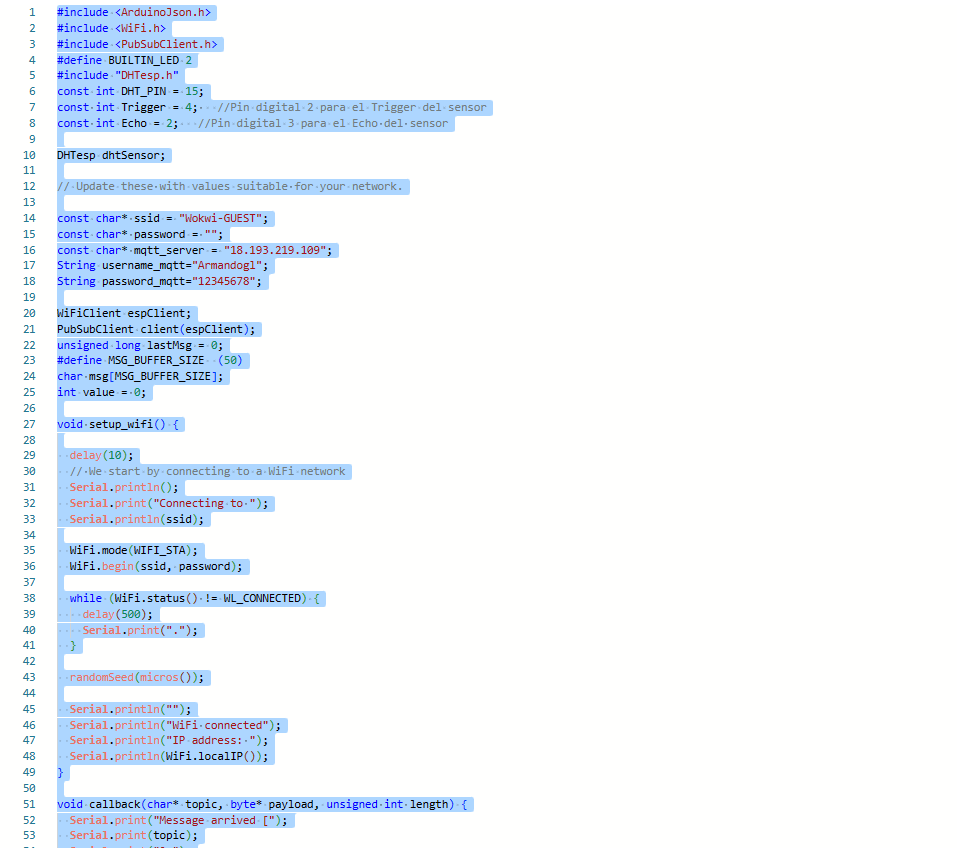 1 #include <ArduinoJson.h>
2 #include <WiFi.h>
3 #include <PubSubClient.h>
4 #define BUILTIN_LED 2
5 #include "DHTesp.h"
6 const int DHT_PIN = 15;
7 const int Trigger = 4;   //Pin digital 2 para el Trigger del sensor
8 const int Echo = 2;   //Pin digital 3 para el Echo del sensor
9
10 DHTesp dhtSensor;
11
12 // Update these with values suitable for your network.
13
14 const char* ssid = "Wokwi-GUEST";
15 const char* password = "";
16 const char* mqtt_server = "18.193.219.109";
17 String username_mqtt="Armandogl";
18 String password_mqtt="12345678";
19
20 WiFiClient espClient;
21 PubSubClient client(espClient);
22 unsigned long lastMsg = 0;
23 #define MSG_BUFFER_SIZE  (50)
24 char msg[MSG_BUFFER_SIZE];
25 int value = 0;
26
27 void setup_wifi() {
28
29   delay(10);
30   // We start by connecting to a WiFi network
31   Serial.println();
32   Serial.print("Connecting to ");
33   Serial.println(ssid);
34
35   WiFi.mode(WIFI_STA);
36   WiFi.begin(ssid, password);
37
38   while (WiFi.status() != WL_CONNECTED) {
39     delay(500);
40     Serial.print(".");
41   }
42
43   randomSeed(micros());
44
45   Serial.println("");
46   Serial.println("WiFi connected");
47   Serial.println("IP address: ");
48   Serial.println(WiFi.localIP());
49 }
50
51 void callback(char* topic, byte* payload, unsigned int length) {
52   Serial.print("Message arrived [");
53   Serial.print(topic);